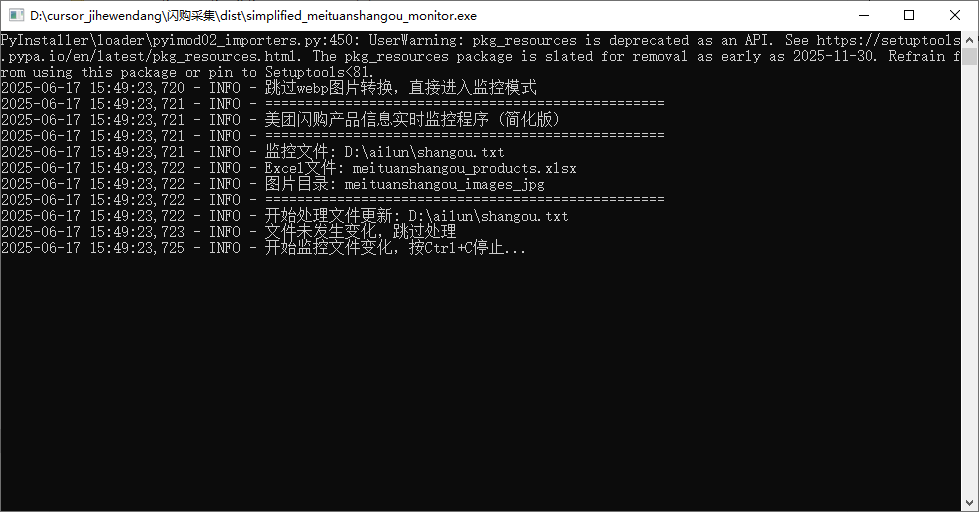 D:\cursor_jihewendang\闪购采集\dist\simplified_meituanshangou_monitor.exe
PyInstaller\loader\pyimod02_importers.py:450: UserWarning: pkg_resources is deprecated as an API. See https://setuptools
.pypa.io/en/latest/pkg_resources.html. The pkg_resources package is slated for removal as early as 2025-11-30. Refrain f
rom using this package or pin to Setuptools<81.
2025-06-17 15:49:23,720 - INFO - 跳过webp图片转换，直接进入监控模式
2025-06-17 15:49:23,721 - INFO - ==================================================
2025-06-17 15:49:23,721 - INFO - 美团闪购产品信息实时监控程序（简化版）
2025-06-17 15:49:23,721 - INFO - ==================================================
2025-06-17 15:49:23,721 - INFO - 监控文件: D:\ailun\shangou.txt
2025-06-17 15:49:23,722 - INFO - Excel文件: meituanshangou_products.xlsx
2025-06-17 15:49:23,722 - INFO - 图片目录: meituanshangou_images_jpg
2025-06-17 15:49:23,722 - INFO - ==================================================
2025-06-17 15:49:23,722 - INFO - 开始处理文件更新: D:\ailun\shangou.txt
2025-06-17 15:49:23,723 - INFO - 文件未发生变化，跳过处理
2025-06-17 15:49:23,725 - INFO - 开始监控文件变化，按Ctrl+C停止...